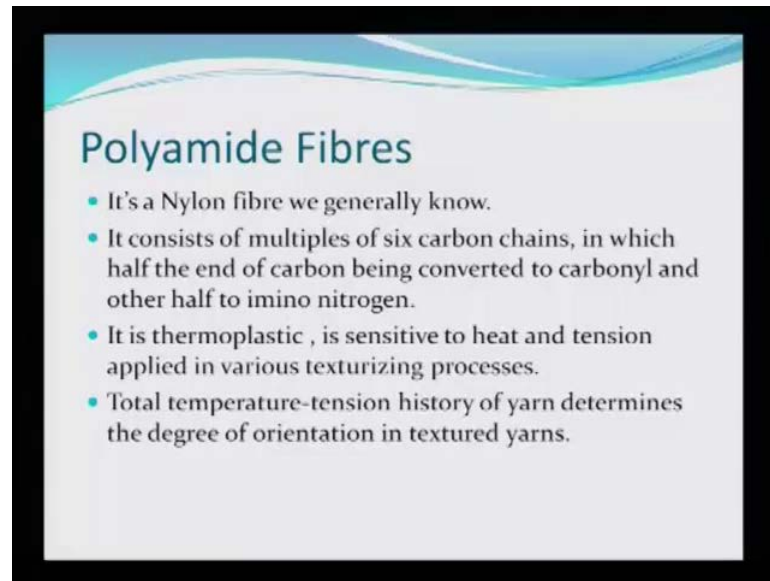 Polyamide Fibres
It's a Nylon fibre we generally know.
It consists of multiples of six carbon chains, in which
half the end of carbon being converted to carbonyl and
other half to imino nitrogen.
It is thermoplastic , is sensitive to heat and tension
applied in various texturizing processes.
Total temperature-tension history of yarn determines
the degree of orientation in textured yarns.